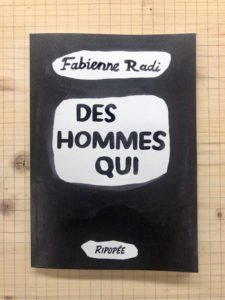 Fabienne Radi
DES
HOMMES
QUI
RIPOPÉE